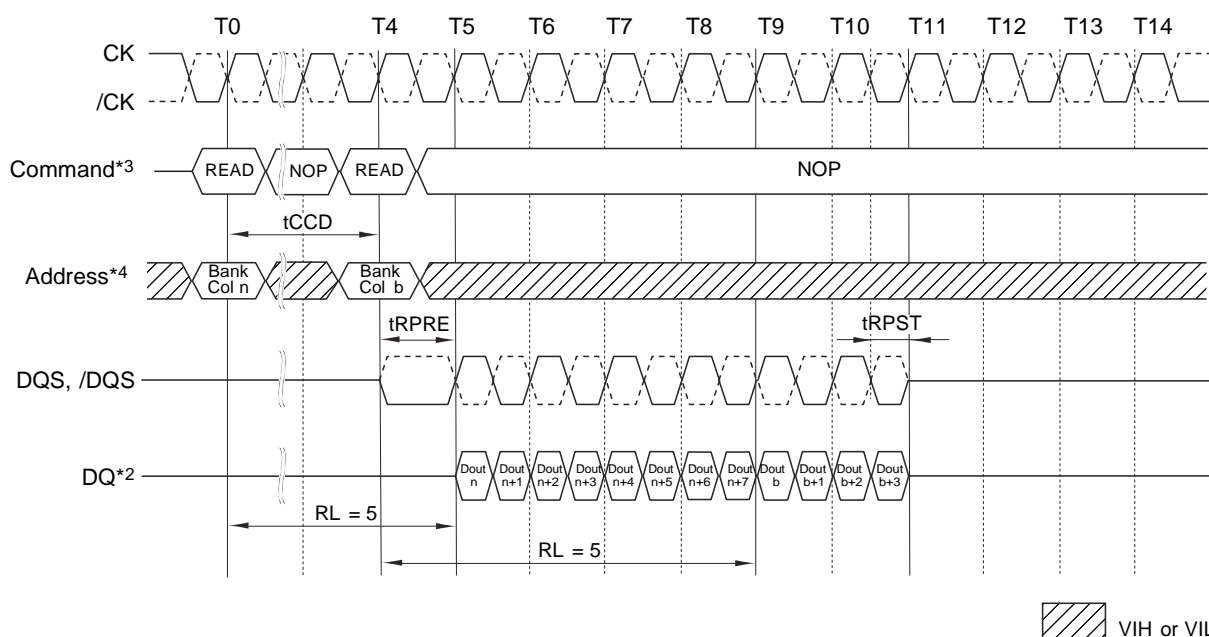 T0 T4 T5 T6 T7 T8 T9 T10 T11 T12 T13 T14
CK
/CK
Command*3 READ NOP READ NOP
tCCD
Address*4 Bank Col n Bank Col b
tRPRE tRPST
DQS, /DQS
DQ*2 Dout n Dout n+1 Dout n+2 Dout n+3 Dout n+4 Dout n+5 Dout n+6 Dout n+7 Dout b Dout b+1 Dout b+2 Dout b+3
RL = 5
RL = 5
VIH or VIL